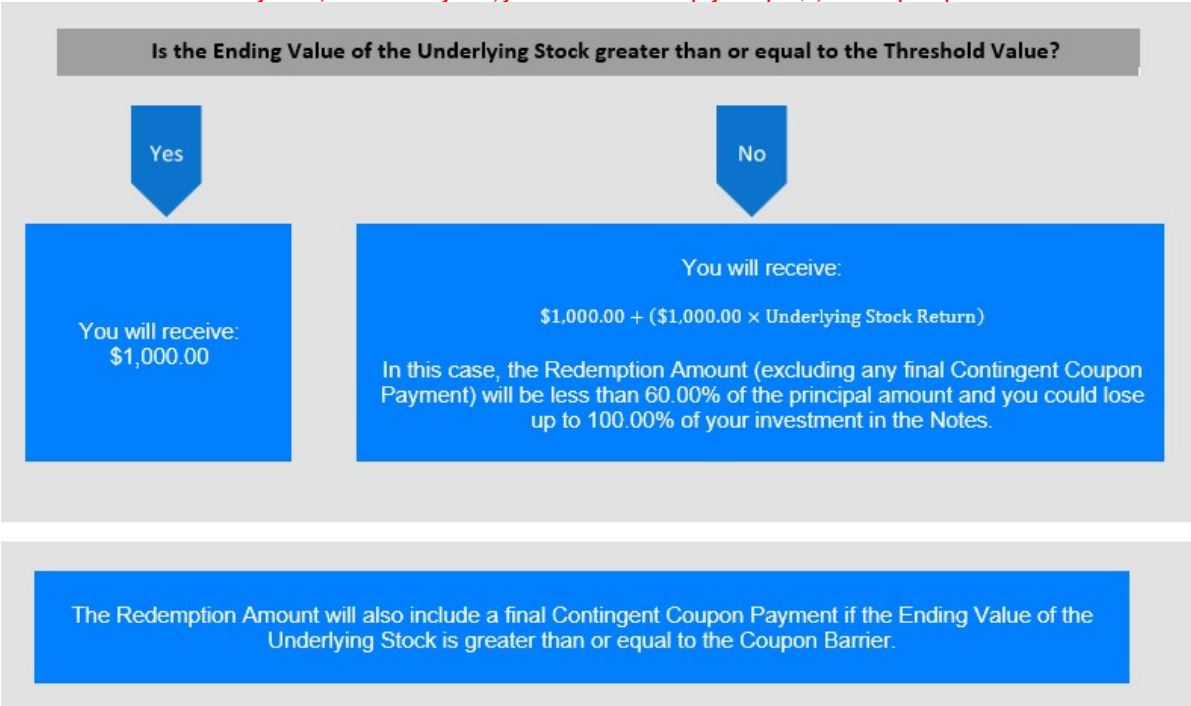 Is the Ending Value of the Underlying Stock greater than or equal to the Threshold Value?
Yes
No
You will receive:
$1,000.00
You will receive:
$1,000.00 + ($1,000.00 × Underlying Stock Return)
In this case, the Redemption Amount (excluding any final Contingent Coupon
Payment) will be less than 60.00% of the principal amount and you could lose
up to 100.00% of your investment in the Notes.
The Redemption Amount will also include a final Contingent Coupon Payment if the Ending Value of the
Underlying Stock is greater than or equal to the Coupon Barrier.